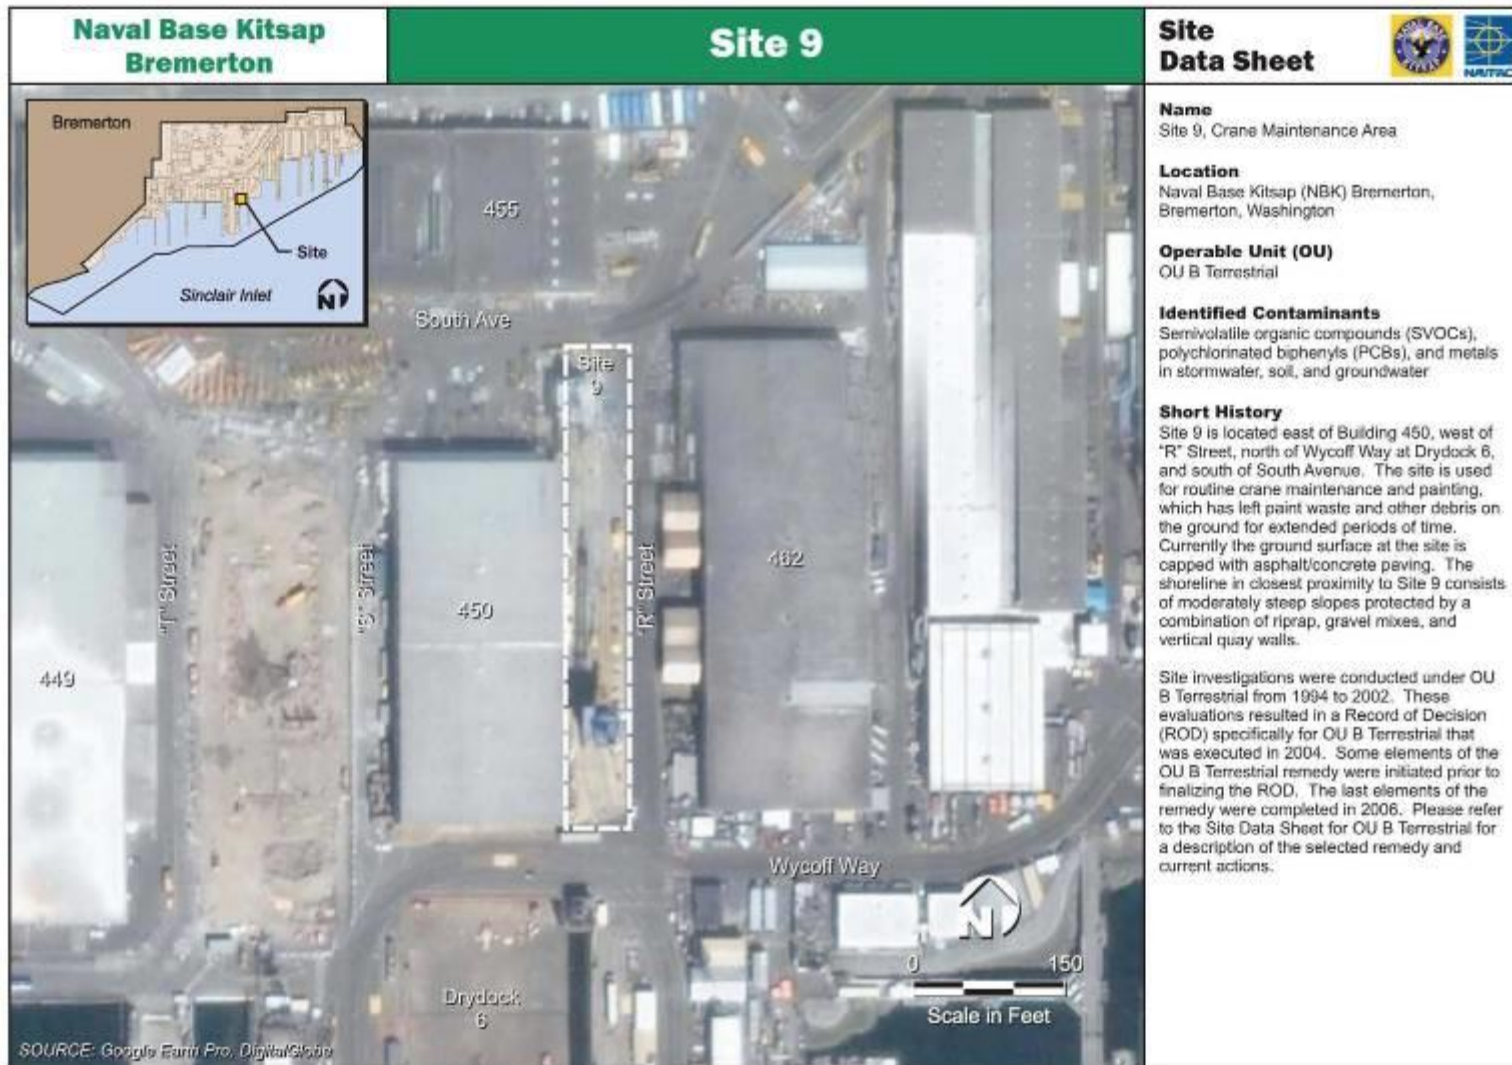 Naval Base Kitsap
Bremerton
Site 9
Site
Data Sheet
NAVAL BASE
KITSAP
NAVFAC
Bremerton
Site
Sinclair Inlet
N
455
South Ave
Site
9
"T" Street
"S" Street
"R" Street
449
450
462
Wycoff Way
Drydock
6
N
0 150
Scale in Feet
SOURCE: Google Earth Pro, DigitalGlobe
Name
Site 9, Crane Maintenance Area
Location
Naval Base Kitsap (NBK) Bremerton,
Bremerton, Washington
Operable Unit (OU)
OU B Terrestrial
Identified Contaminants
Semivolatile organic compounds (SVOCs),
polychlorinated biphenyls (PCBs), and metals
in stormwater, soil, and groundwater
Short History
Site 9 is located east of Building 450, west of
"R" Street, north of Wycoff Way at Drydock 6,
and south of South Avenue. The site is used
for routine crane maintenance and painting,
which has left paint waste and other debris on
the ground for extended periods of time.
Currently the ground surface at the site is
capped with asphalt/concrete paving. The
shoreline in closest proximity to Site 9 consists
of moderately steep slopes protected by a
combination of riprap, gravel mixes, and
vertical quay walls.
Site investigations were conducted under OU
B Terrestrial from 1994 to 2002. These
evaluations resulted in a Record of Decision
(ROD) specifically for OU B Terrestrial that
was executed in 2004. Some elements of the
OU B Terrestrial remedy were initiated prior to
finalizing the ROD. The last elements of the
remedy were completed in 2006. Please refer
to the Site Data Sheet for OU B Terrestrial for
a description of the selected remedy and
current actions.